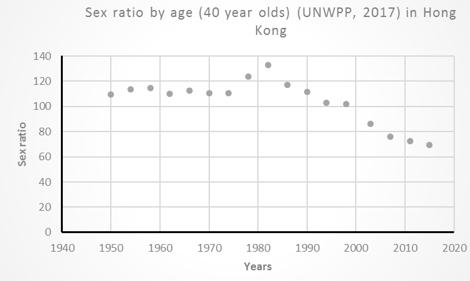 Sex ratio by age (40 year olds) (UNWPP, 2017) in Hong
Kong
140
120
100
80
60
40
20
0
Sex ratio
1940 1950 1960 1970 1980 1990 2000 2010 2020
Years